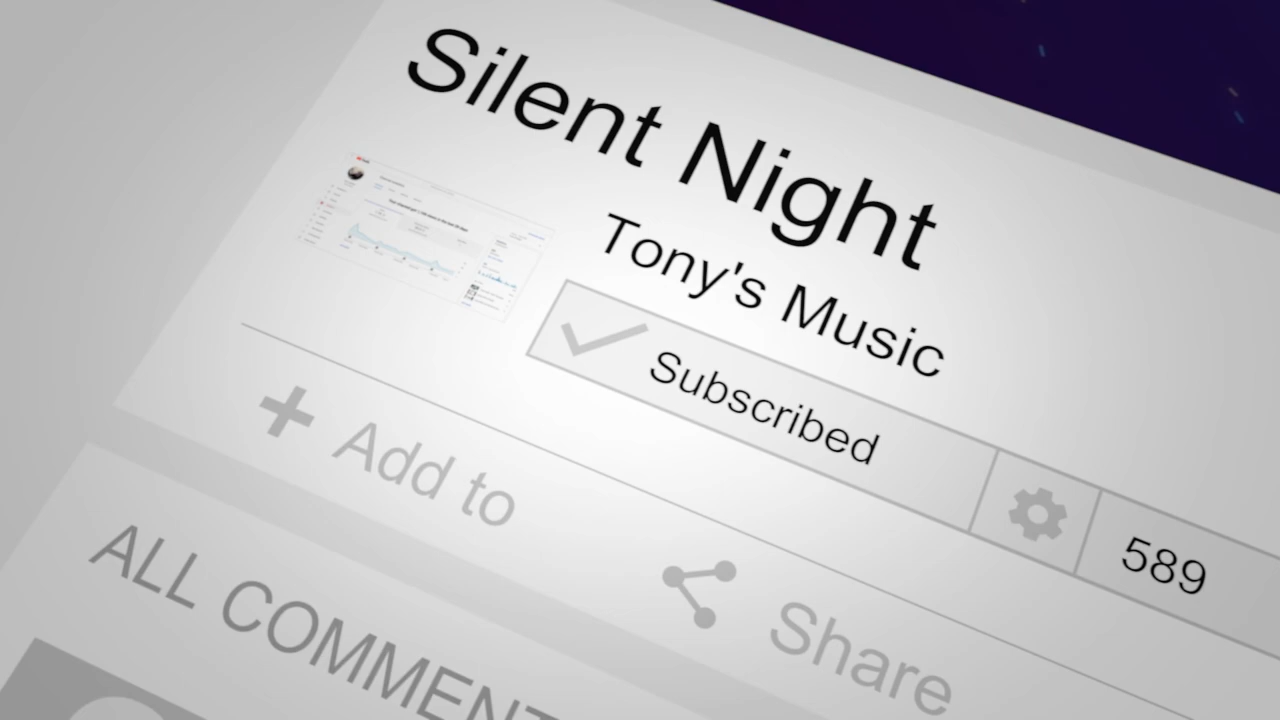 Silent Night
Tony's Music
Subscribed
589
Add to
Share
ALL COMMENT